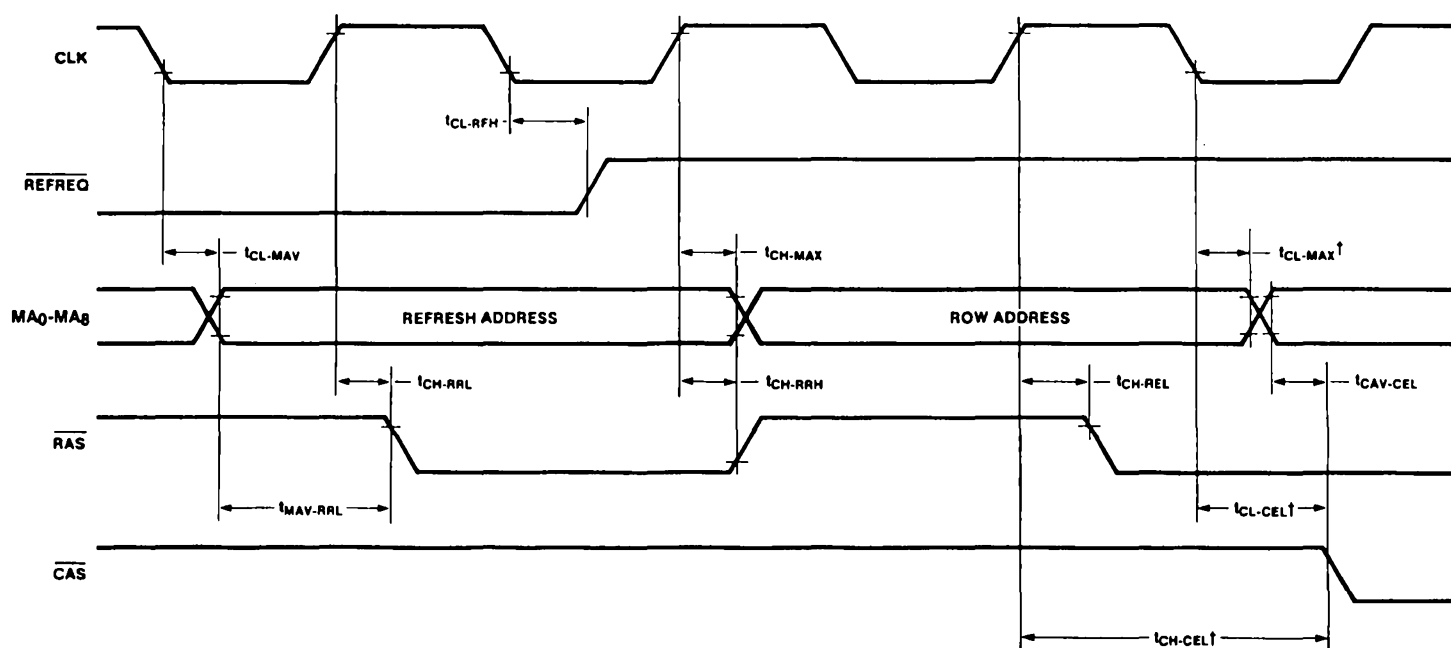 CLK
tCL-RFH
REFREQ
tCL-MAV
tCH-MAX
tCL-MAX†
MA0-MA8
REFRESH ADDRESS
ROW ADDRESS
tCH-RRL
tCH-RRH
tCH-REL
tCAV-CEL
RAS
tMAV-RRL
tCL-CEL†
CAS
tCH-CEL†